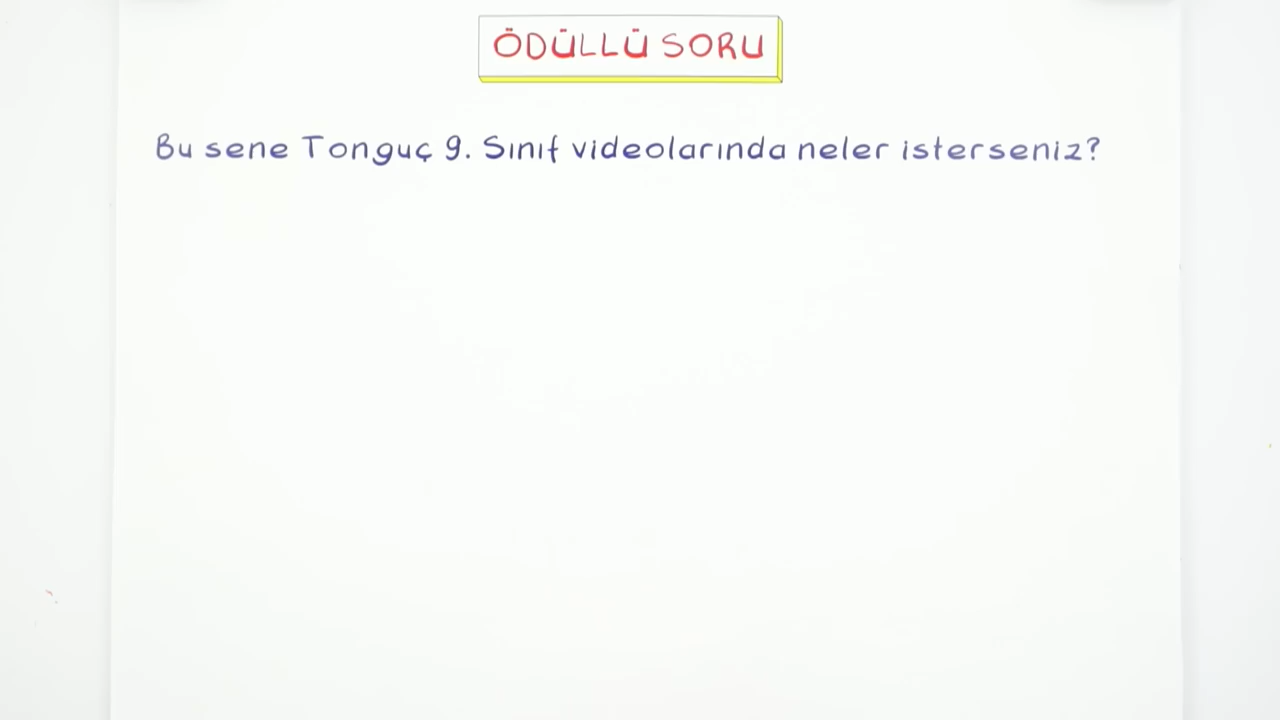 ÖDÜLLÜ SORU
Bu sene Tonguç 9. Sınıf videolarında neler isterseniz?